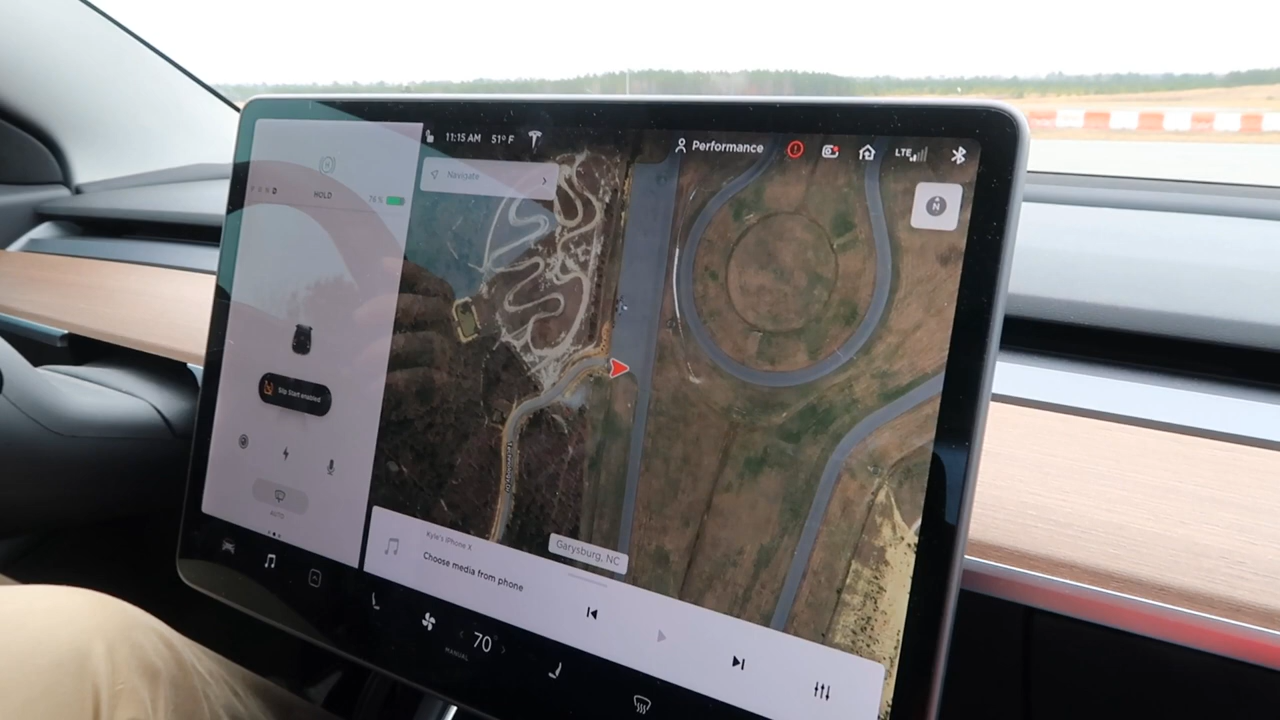 11:15 AM 51° F
Performance
LTE
Navigate
N
HOLD
76 %
Slip Start enabled
AUTO
Garysburg, NC
Kyle's iPhone X
Choose media from phone
70
MANUAL